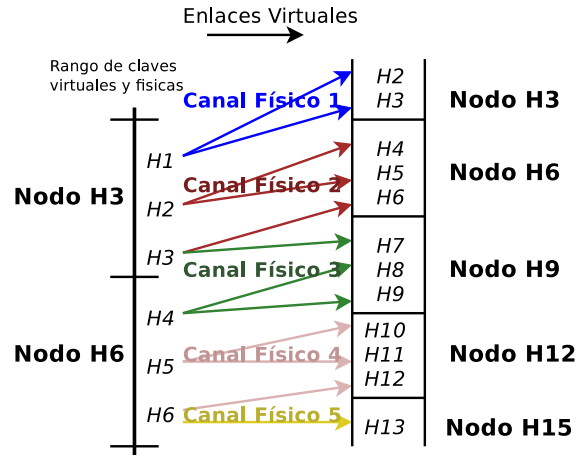 Enlaces Virtuales
Rango de claves
virtuales y fisicas
Canal Físico 1
H2
H3
Nodo H3
H1
H2
H3
Nodo H3
Canal Físico 2
H4
H5
H6
Nodo H6
Canal Físico 3
H7
H8
H9
Nodo H9
H4
H5
H6
Nodo H6
Canal Físico 4
H10
H11
H12
Nodo H12
Canal Físico 5
H13
Nodo H15